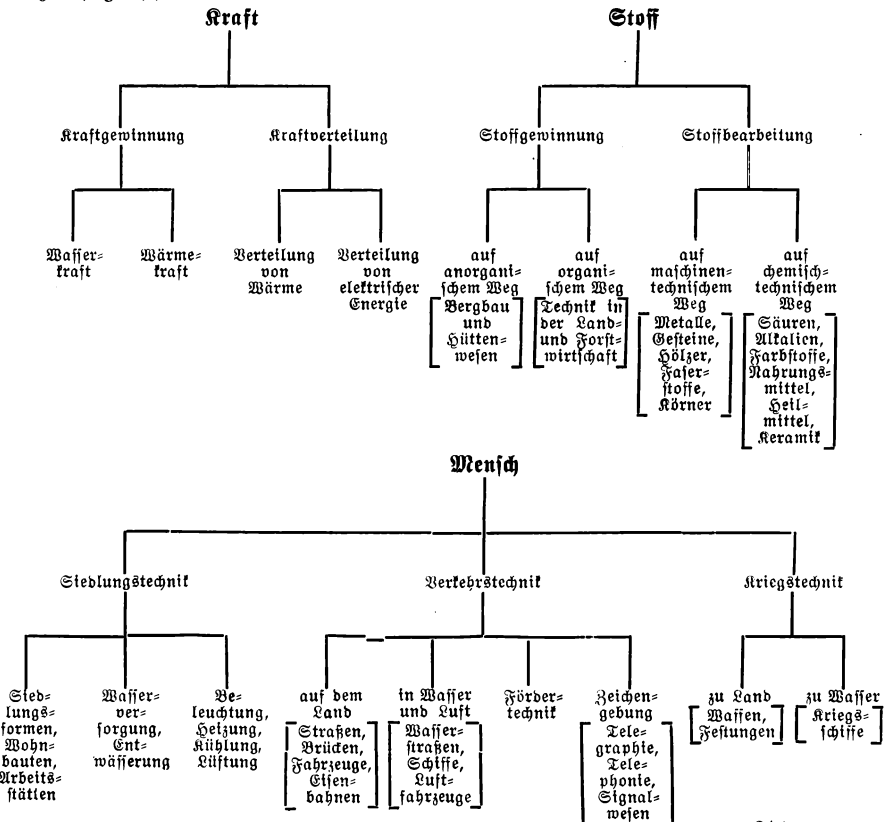 Kraft
Kraftgewinnung
Wasser-
kraft
Wärme-
kraft
Kraftverteilung
Verteilung
von
Wärme
Verteilung
von
elektrischer
Energie
Stoff
Stoffgewinnung
auf
anorgani-
schem Weg
Bergbau
und
Hütten-
wesen
auf
organi-
schem Weg
Technik in
der Land-
und Forst-
wirtschaft
Stoffbearbeitung
auf
maschinen-
technischem
Weg
Metalle,
Gesteine,
Hölzer,
Faser-
stoffe,
Körner
auf
chemisch-
technischem
Weg
Säuren,
Alkalien,
Farbstoffe,
Nahrungs-
mittel,
Heil-
mittel,
Keramik
Mensch
Siedlungstechnik
Sied-
lungs-
formen,
Wohn-
bauten,
Arbeits-
stätten
Wasser-
ver-
sorgung,
Ent-
wässerung
Be-
leuchtung,
Heizung,
Kühlung,
Lüftung
Verkehrstechnik
auf dem
Land
Straßen,
Brücken,
Fahrzeuge,
Eisen-
bahnen
in Wasser
und Luft
Wasser-
straßen,
Schiffe,
Luft-
fahrzeuge
Förder-
technik
Zeichen-
gebung
Tele-
graphie,
Tele-
phonie,
Signal-
wesen
Kriegstechnik
zu Land
Waffen,
Festungen
zu Wasser
Kriegs-
schiffe